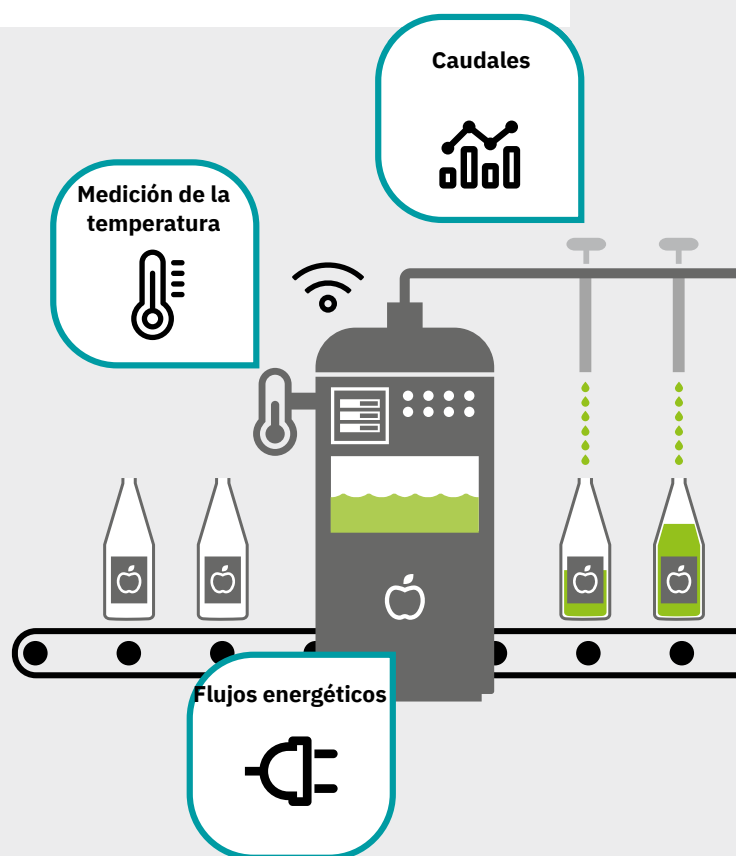 Caudales
Medición de la
temperatura
Flujos energéticos